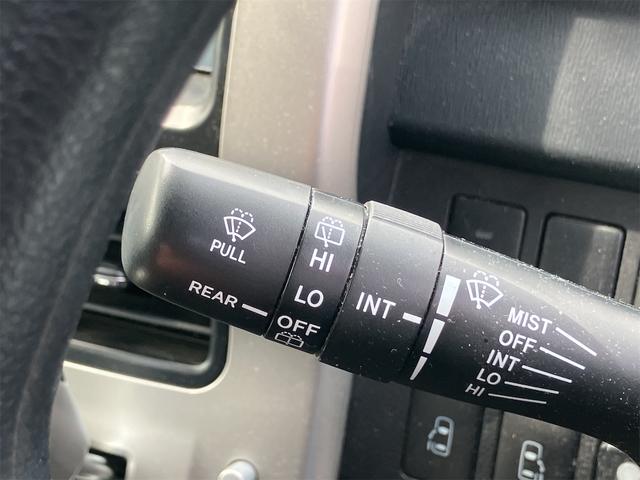 PULL
REAR
HI
LO
OFF
INT
MIST
OFF
INT
LO
HI